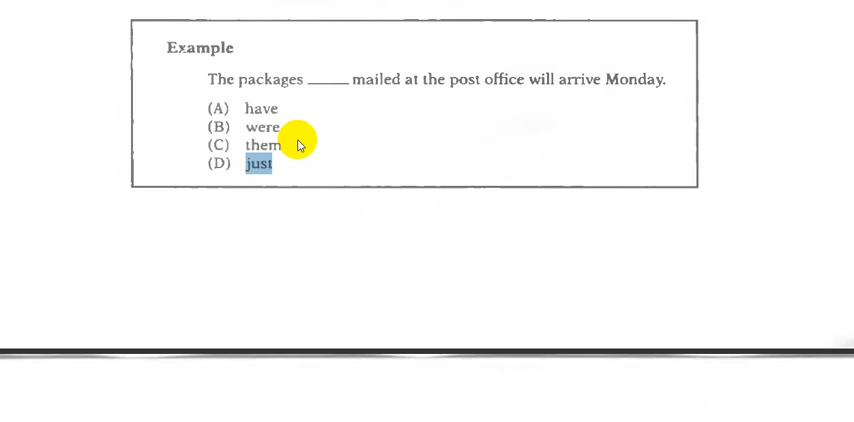 Example
The packages _____ mailed at the post office will arrive Monday.
(A) have
(B) were
(C) them
(D) just